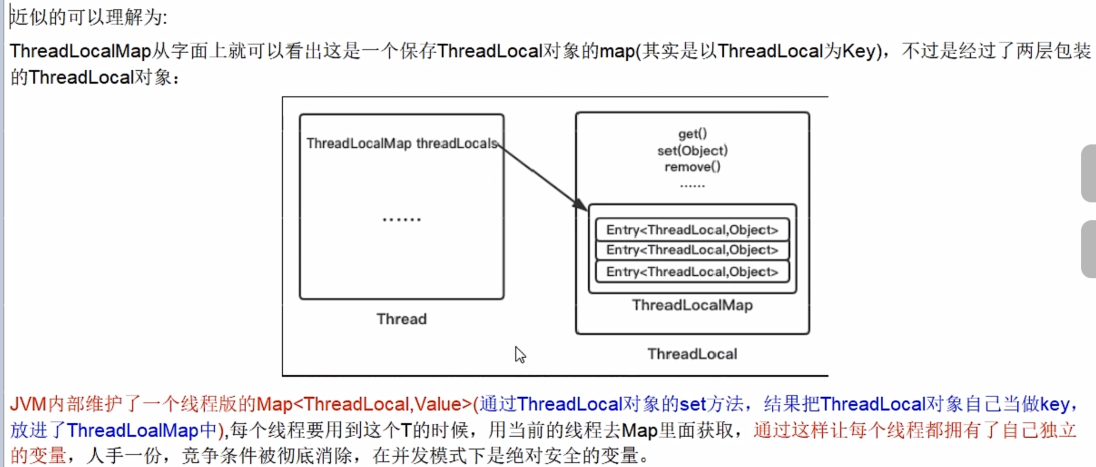 近似的可以理解为:
ThreadLocalMap从字面上就可以看出这是一个保存ThreadLocal对象的map(其实是以ThreadLocal为Key)，不过是经过了两层包装
的ThreadLocal对象：
ThreadLocalMap threadLocals
......
Thread
get()
set(Object)
remove()
......
Entry<ThreadLocal,Object>
Entry<ThreadLocal,Object>
Entry<ThreadLocal,Object>
ThreadLocalMap
ThreadLocal
JVM内部维护了一个线程版的Map<ThreadLocal,Value>(通过ThreadLocal对象的set方法，结果把ThreadLocal对象自己当做key，
放进了ThreadLoalMap中),每个线程要用到这个T的时候，用当前的线程去Map里面获取，通过这样让每个线程都拥有了自己独立
的变量，人手一份，竞争条件被彻底消除，在并发模式下是绝对安全的变量。